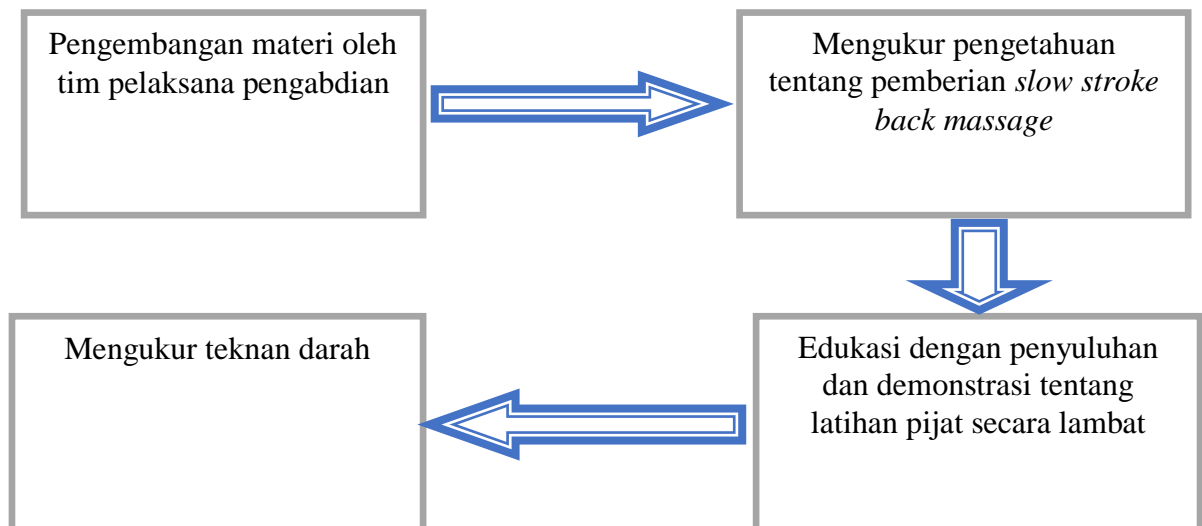 Pengembangan materi oleh
tim pelaksana pengabdian
Mengukur pengetahuan
tentang pemberian slow stroke
back massage
Edukasi dengan penyuluhan
dan demonstrasi tentang
latihan pijat secara lambat
Mengukur teknan darah